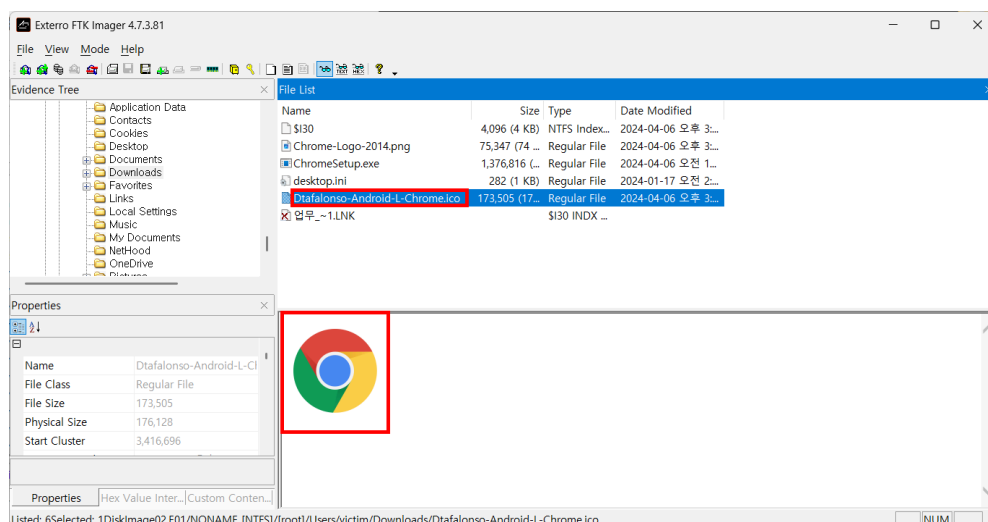 Exterro FTK Imager 4.7.3.81
File View Mode Help
Evidence Tree
File List
Application Data
Contacts
Cookies
Desktop
Documents
Downloads
Favorites
Links
Local Settings
Music
My Documents
NetHood
OneDrive
Name Size Type Date Modified
$I30 4,096 (4 KB) NTFS Index... 2024-04-06 오후 3:...
Chrome-Logo-2014.png 75,347 (74 ... Regular File 2024-04-06 오후 3:...
ChromeSetup.exe 1,376,816 (... Regular File 2024-04-06 오전 1...
desktop.ini 282 (1 KB) Regular File 2024-01-17 오전 2:...
Dtafalonso-Android-L-Chrome.ico 173,505 (17... Regular File 2024-04-06 오후 3:...
업무_~1.LNK $I30 INDX ...
Properties
Name Dtafalonso-Android-L-Cl
File Class Regular File
File Size 173,505
Physical Size 176,128
Start Cluster 3,416,696
Properties Hex Value Inter... Custom Conten...
Listed: 6 Selected: 1 DiskImage02.E01/NONAME [NTFS]/[root]/Users/victim/Downloads/Dtafalonso-Android-L-Chrome.ico NUM